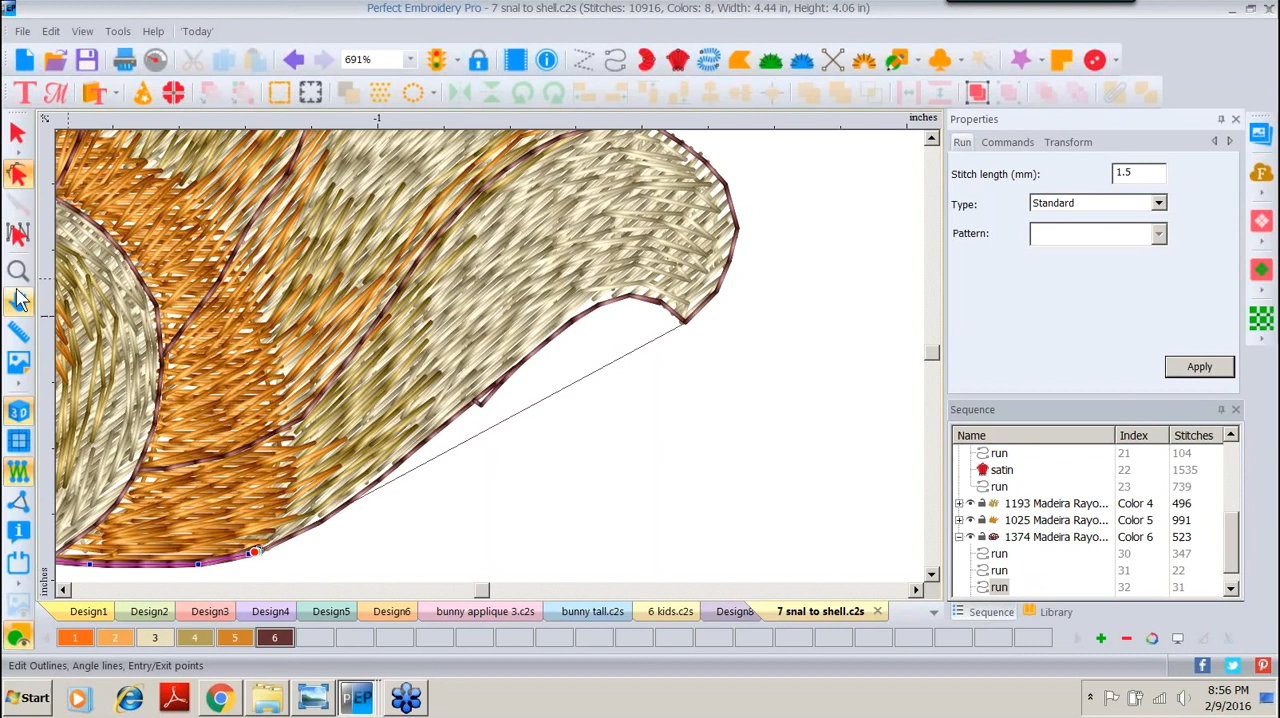 Perfect Embroidery Pro - 7 snal to shell.c2s (Stitches: 10916, Colors: 8, Width: 4.44 in, Height: 4.06 in)
File Edit View Tools Help 'Today'
691%
-1 inches
inches
Properties
Run Commands Transform
Stitch length (mm): 1.5
Type: Standard
Pattern:
Apply
Sequence
Name Index Stitches
run 21 104
satin 22 1535
run 23 739
1193 Madeira Rayo... Color 4 496
1025 Madeira Rayo... Color 5 991
1374 Madeira Rayo... Color 6 523
run 30 347
run 31 22
run 32 31
Sequence Library
Design1 Design2 Design3 Design4 Design5 Design6 bunny applique 3.c2s bunny tall.c2s 6 kids.c2s Design8 7 snal to shell.c2s
1 2 3 4 5 6
Edit Outlines, Angle lines, Entry/Exit points
Start
PEP
8:56 PM
2/9/2016